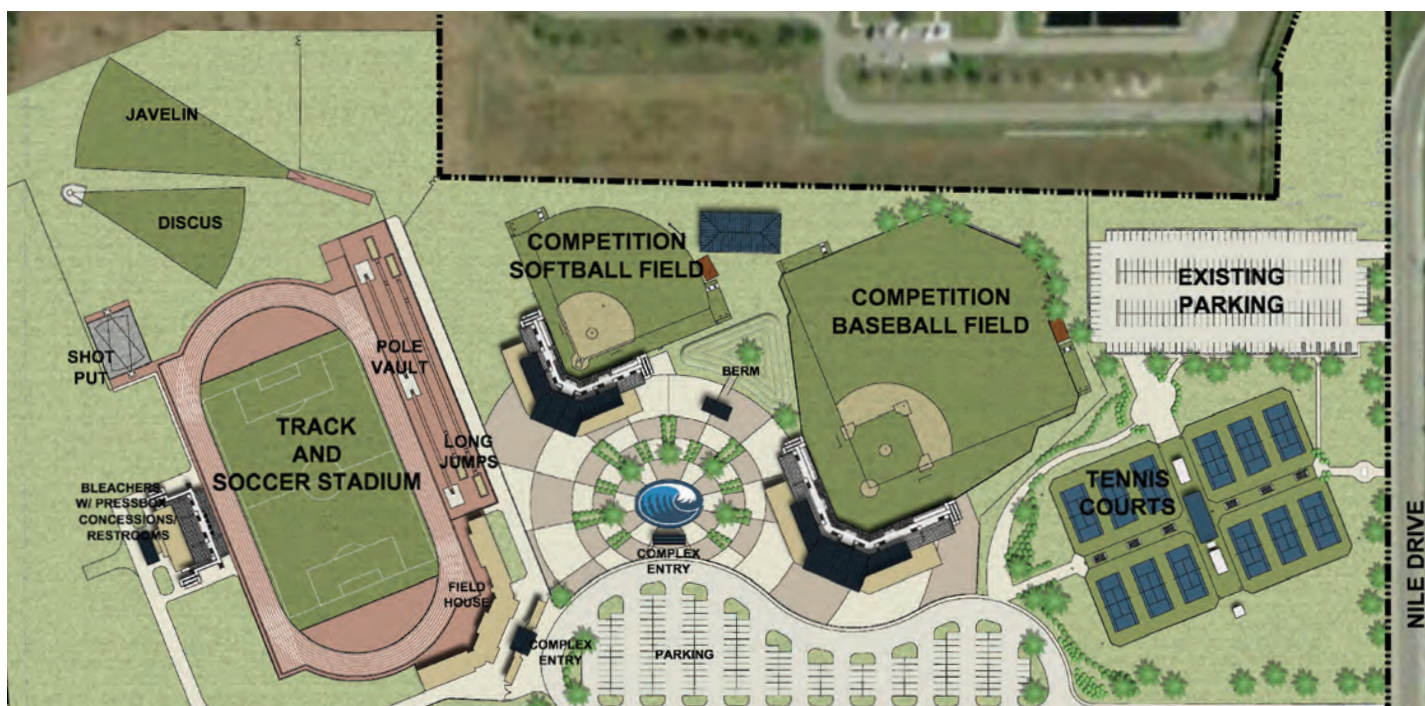 JAVELIN
DISCUS
COMPETITION
SOFTBALL FIELD
COMPETITION
BASEBALL FIELD
EXISTING
PARKING
SHOT
PUT
POLE
VAULT
BERM
TRACK
AND
SOCCER STADIUM
LONG
JUMPS
BLEACHERS
W/ PRESSBOX
CONCESSIONS/
RESTROOMS
TENNIS
COURTS
COMPLEX
ENTRY
FIELD
HOUSE
COMPLEX
ENTRY
PARKING
NILE DRIVE